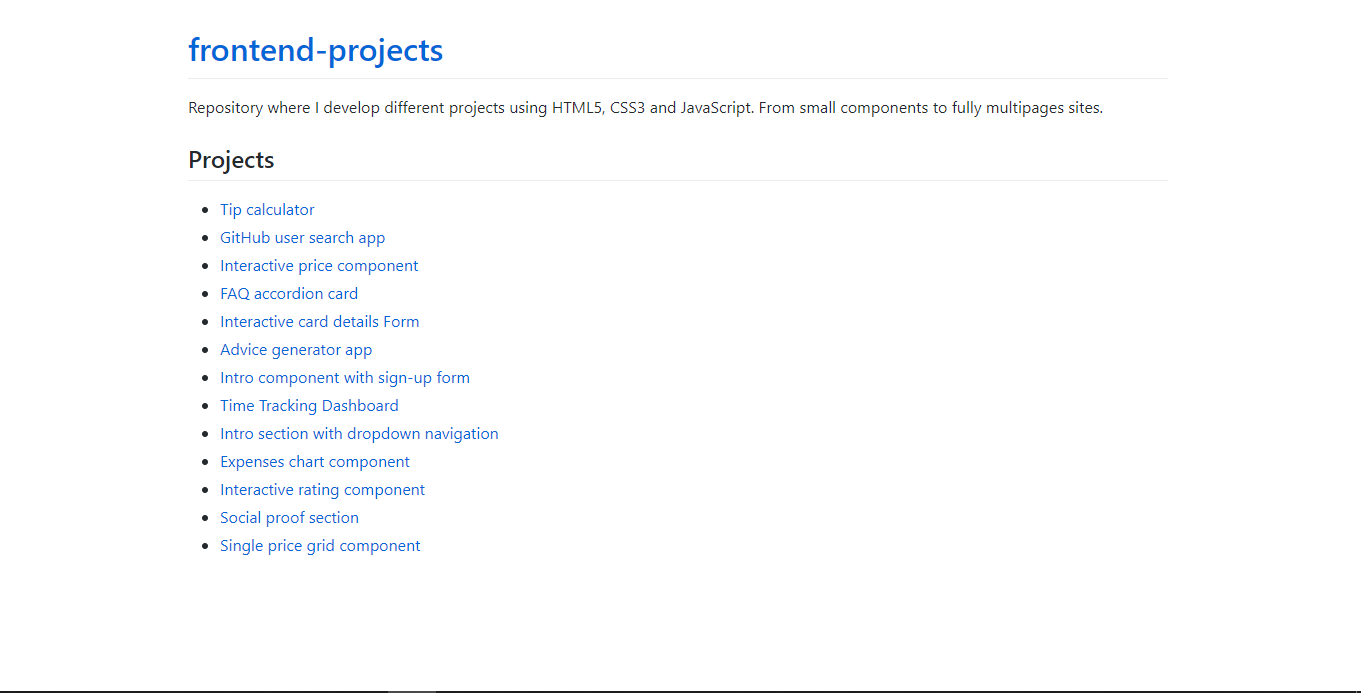 frontend-projects
Repository where I develop different projects using HTML5, CSS3 and JavaScript. From small components to fully multipages sites.
Projects
Tip calculator
GitHub user search app
Interactive price component
FAQ accordion card
Interactive card details Form
Advice generator app
Intro component with sign-up form
Time Tracking Dashboard
Intro section with dropdown navigation
Expenses chart component
Interactive rating component
Social proof section
Single price grid component